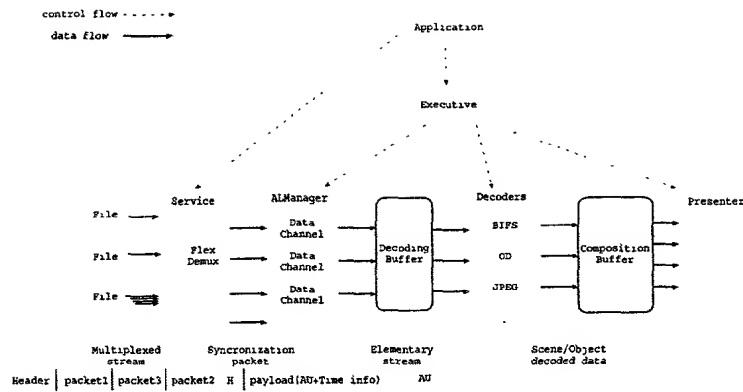 control flow
data flow
Application
Executive
Service
ALManager
Decoders
Presenter
File
File
File
Flex
Demux
Data
Channel
Data
Channel
Data
Channel
Decoding
Buffer
BIFS
OD
JPEG
Composition
Buffer
Multiplexed
stream
Syncronization
packet
Elementary
stream
Scene/Object
decoded data
Header packet1 packet3 packet2 H payload(AU+Time info) AU